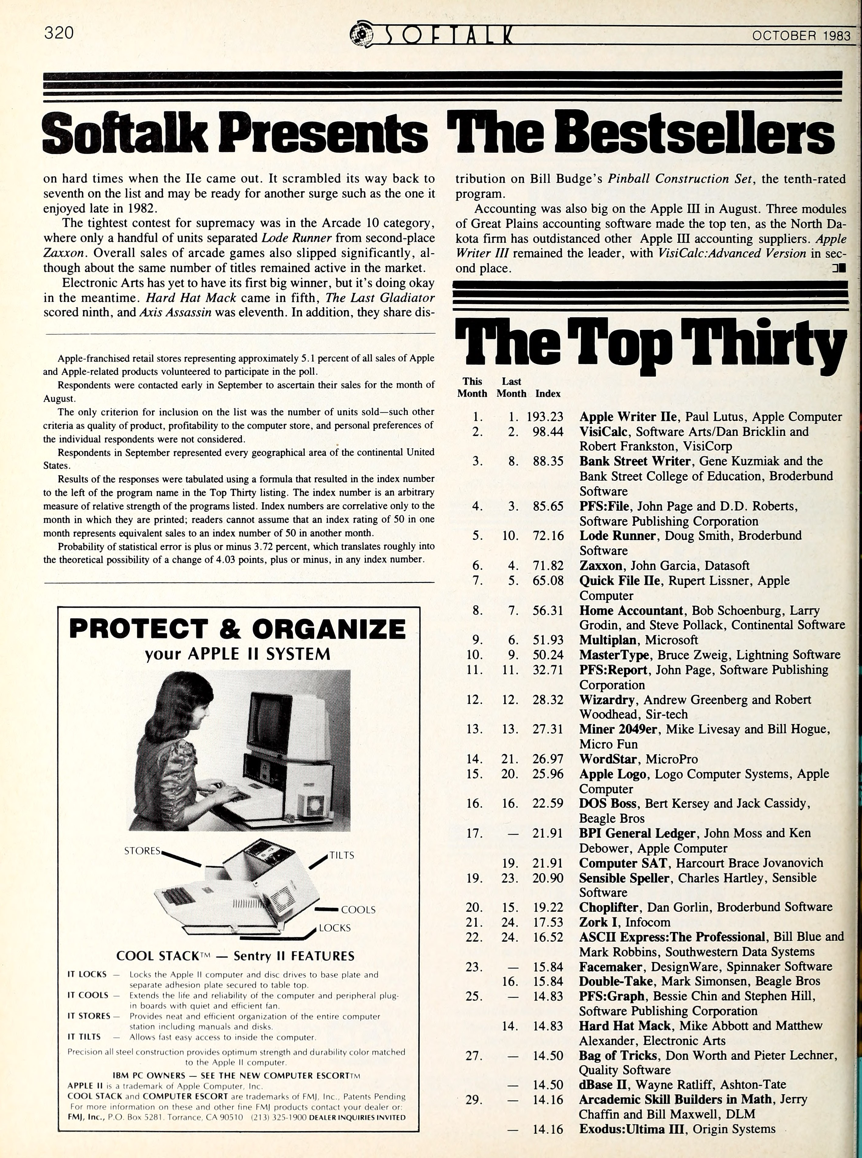 320
SOFTALK
OCTOBER 1983
Softalk Presents The Bestsellers
on hard times when the IIe came out. It scrambled its way back to
seventh on the list and may be ready for another surge such as the one it
enjoyed late in 1982.
The tightest contest for supremacy was in the Arcade 10 category,
where only a handful of units separated Lode Runner from second-place
Zaxxon. Overall sales of arcade games also slipped significantly, al-
though about the same number of titles remained active in the market.
Electronic Arts has yet to have its first big winner, but it's doing okay
in the meantime. Hard Hat Mack came in fifth, The Last Gladiator
scored ninth, and Axis Assassin was eleventh. In addition, they share dis-
Apple-franchised retail stores representing approximately 5.1 percent of all sales of Apple
and Apple-related products volunteered to participate in the poll.
Respondents were contacted early in September to ascertain their sales for the month of
August.
The only criterion for inclusion on the list was the number of units sold—such other
criteria as quality of product, profitability to the computer store, and personal preferences of
the individual respondents were not considered.
Respondents in September represented every geographical area of the continental United
States.
Results of the responses were tabulated using a formula that resulted in the index number
to the left of the program name in the Top Thirty listing. The index number is an arbitrary
measure of relative strength of the programs listed. Index numbers are correlative only to the
month in which they are printed; readers cannot assume that an index rating of 50 in one
month represents equivalent sales to an index number of 50 in another month.
Probability of statistical error is plus or minus 3.72 percent, which translates roughly into
the theoretical possibility of a change of 4.03 points, plus or minus, in any index number.
PROTECT & ORGANIZE
your APPLE II SYSTEM
STORES
TILTS
COOLS
LOCKS
COOL STACK™ — Sentry II FEATURES
IT LOCKS — Locks the Apple II computer and disc drives to base plate and
separate adhesion plate secured to table top.
IT COOLS — Extends the life and reliability of the computer and peripheral plug-
in boards with quiet and efficient fan.
IT STORES — Provides neat and efficient organization of the entire computer
station including manuals and disks.
IT TILTS — Allows fast easy access to inside the computer.
Precision all steel construction provides optimum strength and durability color matched
to the Apple II computer.
IBM PC OWNERS — SEE THE NEW COMPUTER ESCORT™
APPLE II is a trademark of Apple Computer, Inc.
COOL STACK and COMPUTER ESCORT are trademarks of FMJ, Inc., Patents Pending
For more information on these and other fine FMJ products contact your dealer or:
FMJ, Inc., P.O. Box 5281. Torrance, CA 90510 (213) 325-1900 DEALER INQUIRIES INVITED
tribution on Bill Budge's Pinball Construction Set, the tenth-rated
program.
Accounting was also big on the Apple III in August. Three modules
of Great Plains accounting software made the top ten, as the North Da-
kota firm has outdistanced other Apple III accounting suppliers. Apple
Writer III remained the leader, with VisiCalc:Advanced Version in sec-
ond place.
The Top Thirty
This Last
Month Month Index
1. 1. 193.23 Apple Writer IIe, Paul Lutus, Apple Computer
2. 2. 98.44 VisiCalc, Software Arts/Dan Bricklin and
Robert Frankston, VisiCorp
3. 8. 88.35 Bank Street Writer, Gene Kuzmiak and the
Bank Street College of Education, Broderbund
Software
4. 3. 85.65 PFS:File, John Page and D.D. Roberts,
Software Publishing Corporation
5. 10. 72.16 Lode Runner, Doug Smith, Broderbund
Software
6. 4. 71.82 Zaxxon, John Garcia, Datasoft
7. 5. 65.08 Quick File IIe, Rupert Lissner, Apple
Computer
8. 7. 56.31 Home Accountant, Bob Schoenburg, Larry
Grodin, and Steve Pollack, Continental Software
9. 6. 51.93 Multiplan, Microsoft
10. 9. 50.24 MasterType, Bruce Zweig, Lightning Software
11. 11. 32.71 PFS:Report, John Page, Software Publishing
Corporation
12. 12. 28.32 Wizardry, Andrew Greenberg and Robert
Woodhead, Sir-tech
13. 13. 27.31 Miner 2049er, Mike Livesay and Bill Hogue,
Micro Fun
14. 21. 26.97 WordStar, MicroPro
15. 20. 25.96 Apple Logo, Logo Computer Systems, Apple
Computer
16. 16. 22.59 DOS Boss, Bert Kersey and Jack Cassidy,
Beagle Bros
17. — 21.91 BPI General Ledger, John Moss and Ken
Debower, Apple Computer
19. 21.91 Computer SAT, Harcourt Brace Jovanovich
19. 23. 20.90 Sensible Speller, Charles Hartley, Sensible
Software
20. 15. 19.22 Choplifter, Dan Gorlin, Broderbund Software
21. 24. 17.53 Zork I, Infocom
22. 24. 16.52 ASCII Express:The Professional, Bill Blue and
Mark Robbins, Southwestern Data Systems
23. — 15.84 Facemaker, DesignWare, Spinnaker Software
16. 15.84 Double-Take, Mark Simonsen, Beagle Bros
25. — 14.83 PFS:Graph, Bessie Chin and Stephen Hill,
Software Publishing Corporation
14. 14.83 Hard Hat Mack, Mike Abbott and Matthew
Alexander, Electronic Arts
27. — 14.50 Bag of Tricks, Don Worth and Pieter Lechner,
Quality Software
— 14.50 dBase II, Wayne Ratliff, Ashton-Tate
29. — 14.16 Arcademic Skill Builders in Math, Jerry
Chaffin and Bill Maxwell, DLM
— 14.16 Exodus:Ultima III, Origin Systems